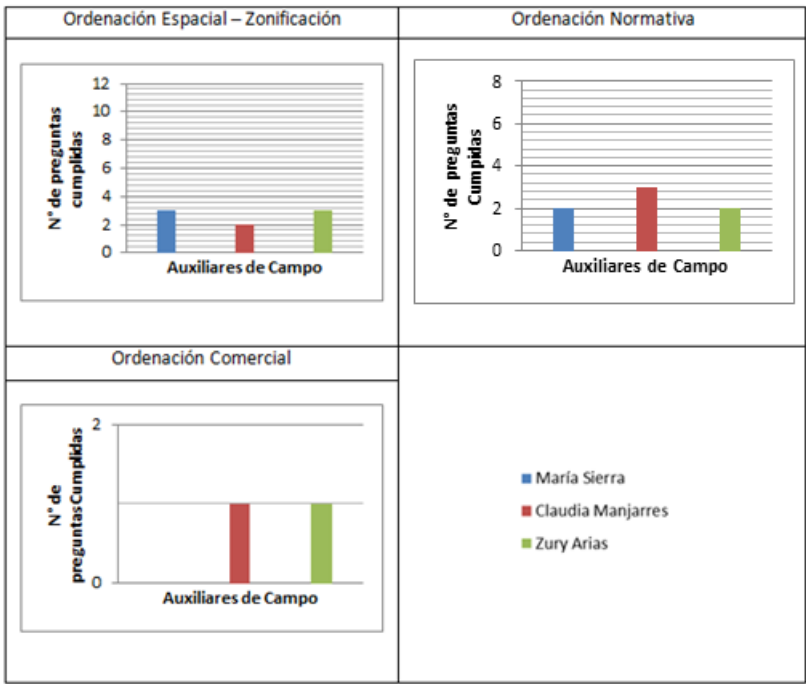 Ordenación Espacial – Zonificación
N° de preguntas
cumplidas
12
10
8
6
4
2
0
Auxiliares de Campo
Ordenación Normativa
N° de preguntas
Cumpidas
8
6
4
2
0
Auxiliares de Campo
Ordenación Comercial
N° de
preguntasCumplidas
2
0
Auxiliares de Campo
María Sierra
Claudia Manjarres
Zury Arias